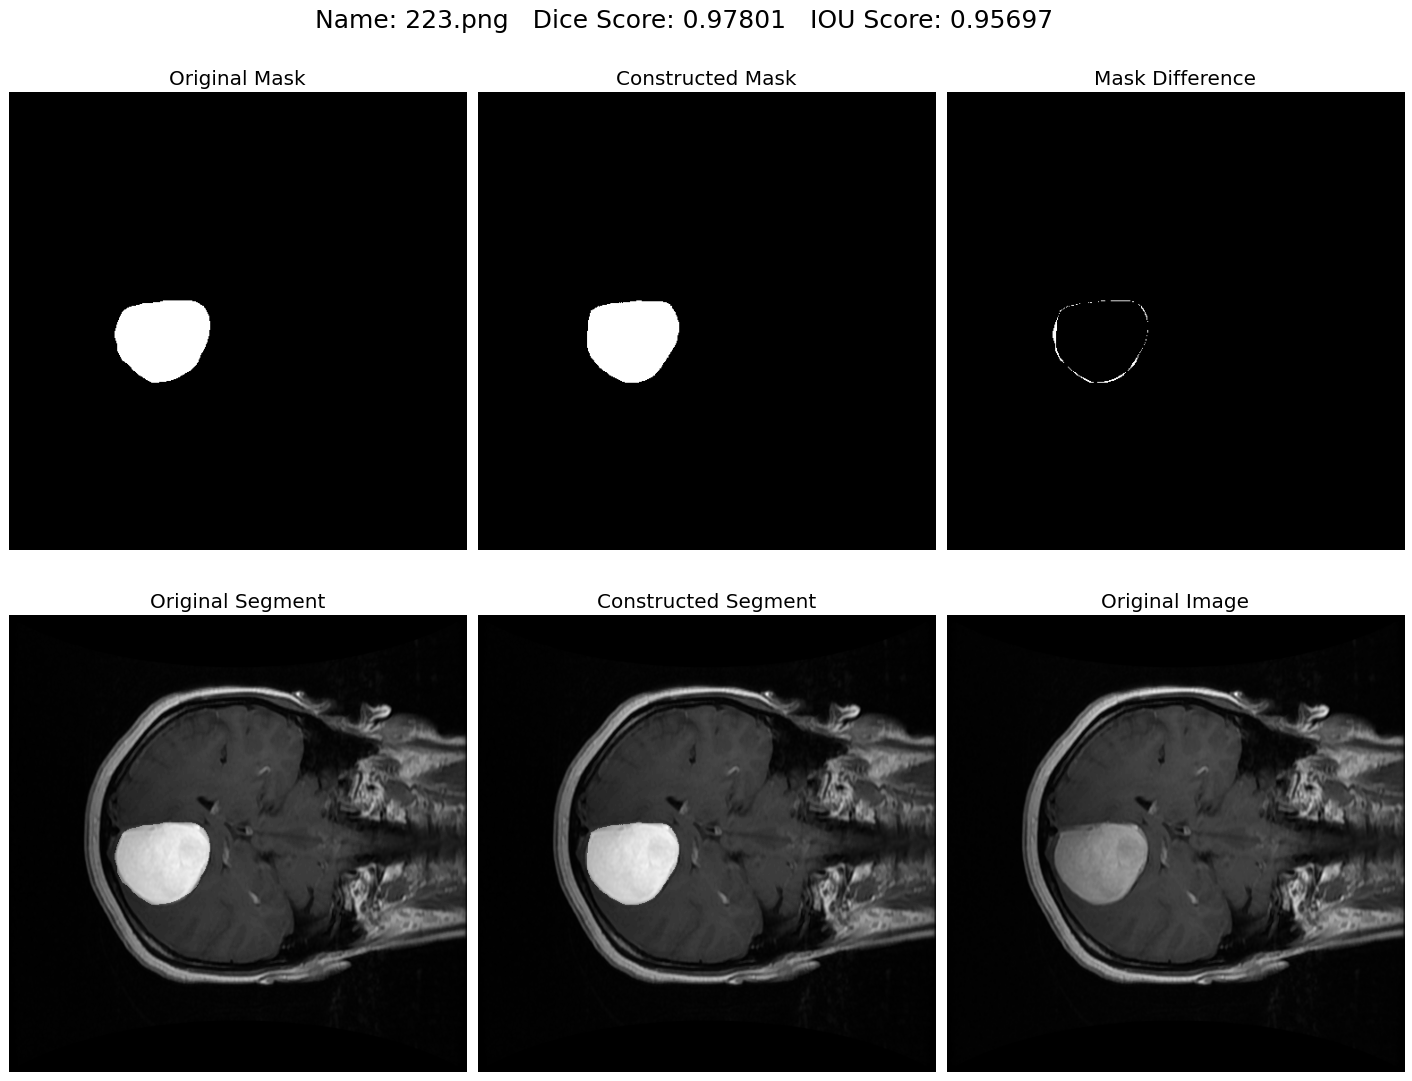 Name: 223.png   Dice Score: 0.97801   IOU Score: 0.95697
Original Mask
Constructed Mask
Mask Difference
Original Segment
Constructed Segment
Original Image